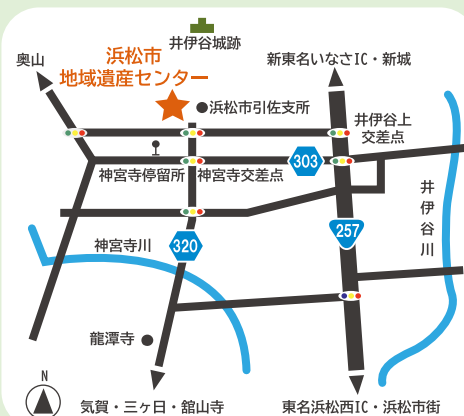 井伊谷城跡
奥山
浜松市
地域遺産センター
新東名いなさIC・新城
浜松市引佐支所
井伊谷上
交差点
303
神宮寺停留所
神宮寺交差点
井伊谷川
257
神宮寺川
320
龍潭寺
N
気賀・三ヶ日・舘山寺
東名浜松西IC・浜松市街